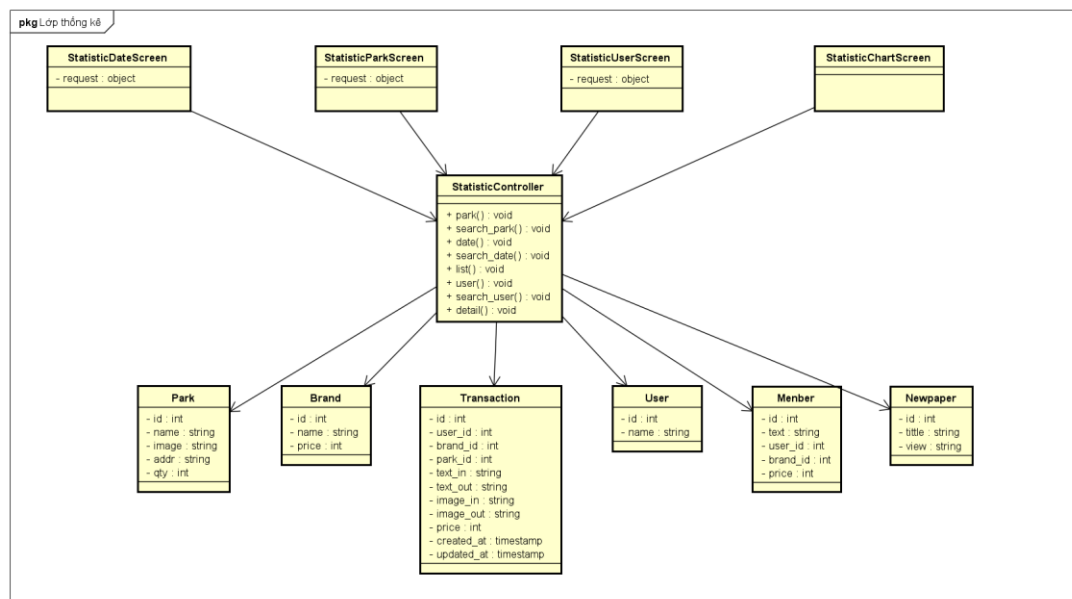 pkg Lớp thống kê
StatisticDateScreen
- request : object
StatisticParkScreen
- request : object
StatisticUserScreen
- request : object
StatisticChartScreen
StatisticController
+ park() : void
+ search_park() : void
+ date() : void
+ search_date() : void
+ list() : void
+ user() : void
+ search_user() : void
+ detail() : void
Park
- id : int
- name : string
- image : string
- addr : string
- qty : int
Brand
- id : int
- name : string
- price : int
Transaction
- id : int
- user_id : int
- brand_id : int
- park_id : int
- text_in : string
- text_out : string
- image_in : string
- image_out : string
- price : int
- created_at : timestamp
- updated_at : timestamp
User
- id : int
- name : string
Menber
- id : int
- text : string
- user_id : int
- brand_id : int
- price : int
Newpaper
- id : int
- tittle : string
- view : string